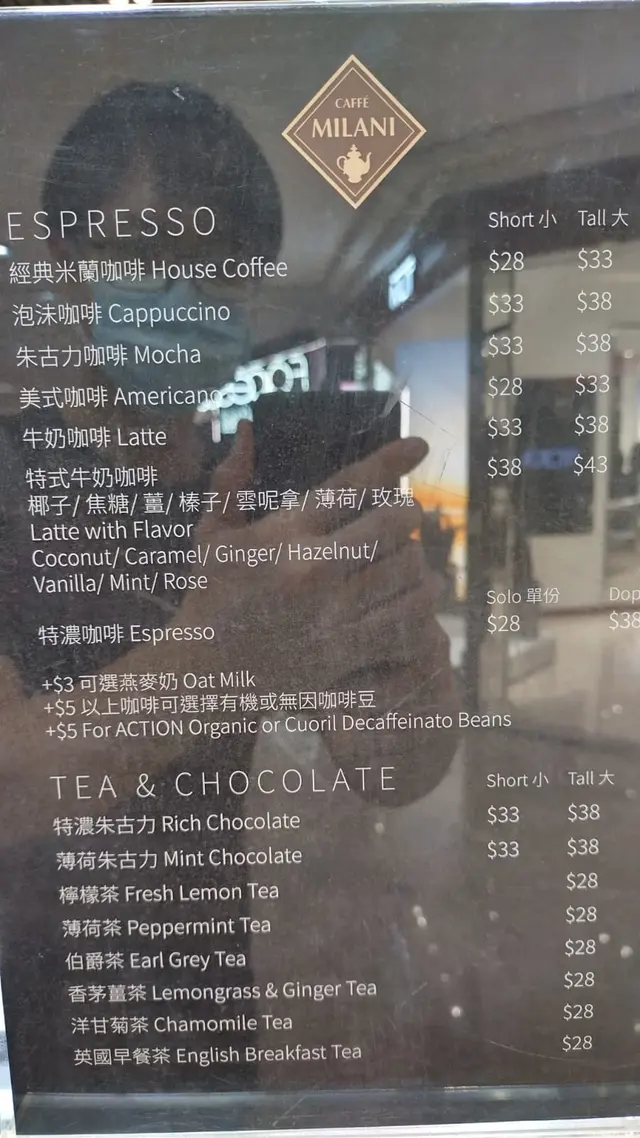 CAFFÈ
MILANI
ESPRESSO Short 小 Tall 大
經典米蘭咖啡 House Coffee $28 $33
泡沫咖啡 Cappuccino $33 $38
朱古力咖啡 Mocha $33 $38
美式咖啡 Americano $28 $33
牛奶咖啡 Latte $33 $38
特式牛奶咖啡 $38 $43
椰子/ 焦糖/ 薑/ 榛子/ 雲呢拿/ 薄荷/ 玫瑰
Latte with Flavor
Coconut/ Caramel/ Ginger/ Hazelnut/
Vanilla/ Mint/ Rose
Solo 單份 Dop
特濃咖啡 Espresso $28 $38
+$3 可選燕麥奶 Oat Milk
+$5 以上咖啡可選擇有機或無因咖啡豆
+$5 For ACTION Organic or Cuoril Decaffeinato Beans
TEA & CHOCOLATE Short 小 Tall 大
特濃朱古力 Rich Chocolate $33 $38
薄荷朱古力 Mint Chocolate $33 $38
檸檬茶 Fresh Lemon Tea $28
薄荷茶 Peppermint Tea $28
伯爵茶 Earl Grey Tea $28
香茅薑茶 Lemongrass & Ginger Tea $28
洋甘菊茶 Chamomile Tea $28
英國早餐茶 English Breakfast Tea $28